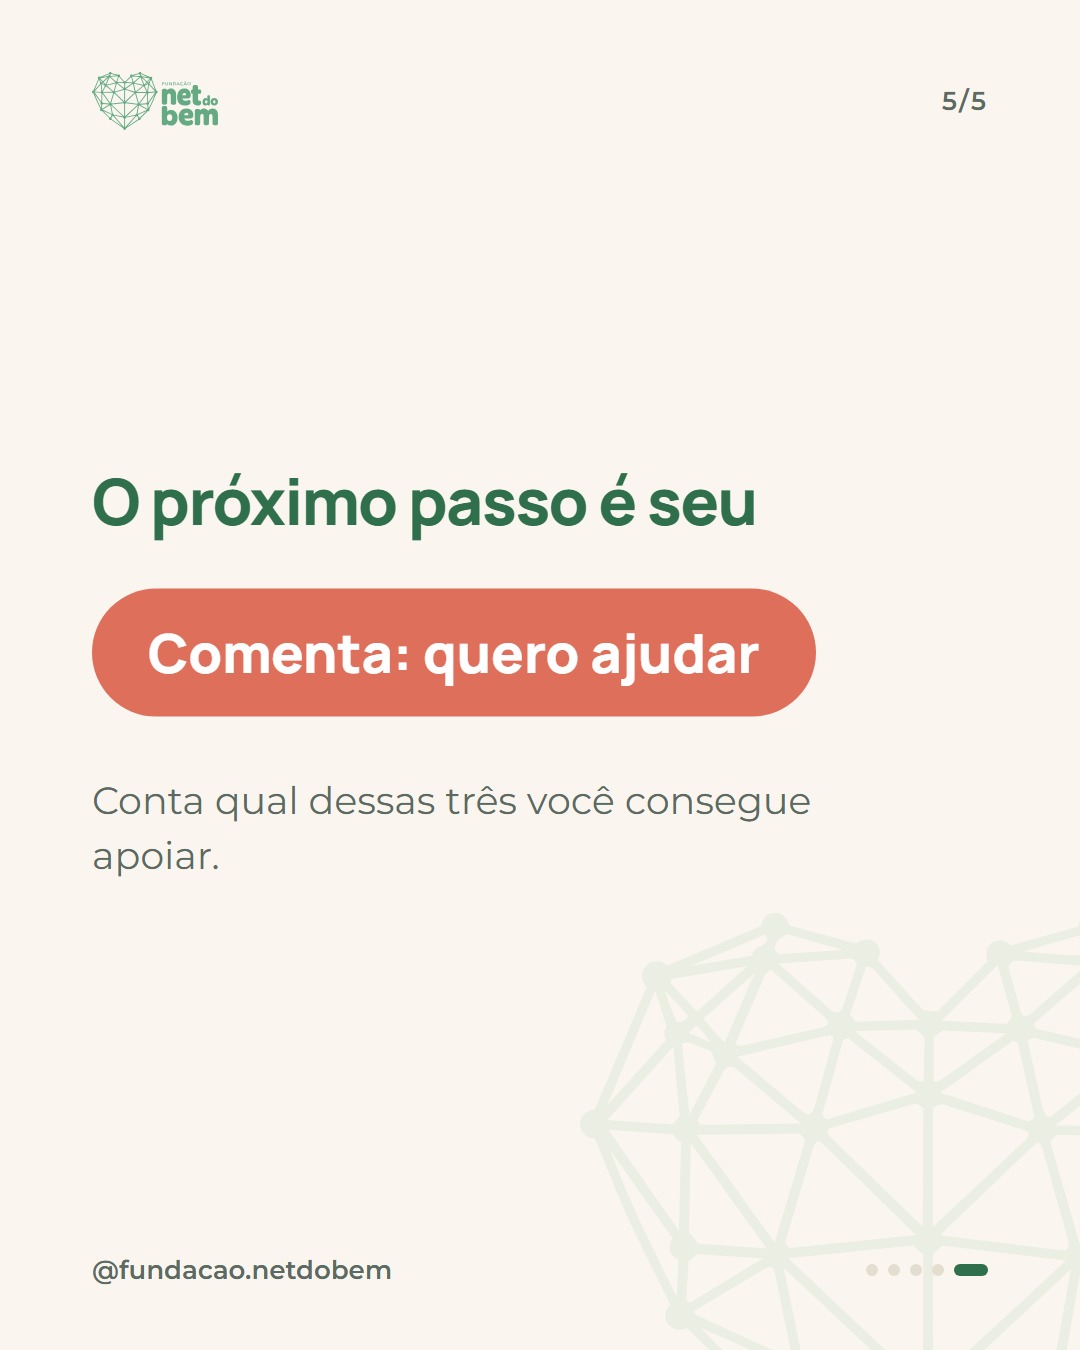 FUNDAÇÃO
net do
bem
5/5
O próximo passo é seu
Comenta: quero ajudar
Conta qual dessas três você consegue
apoiar.
@fundacao.netdobem